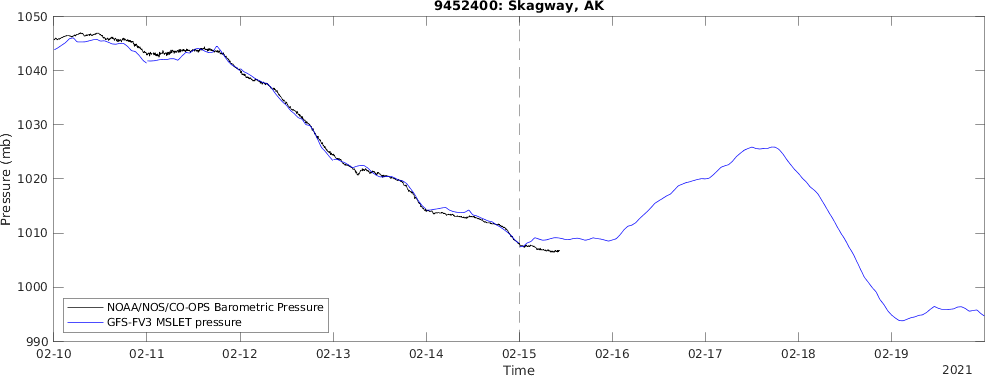 9452400: Skagway, AK
Pressure (mb)
1050
1040
1030
1020
1010
1000
990
NOAA/NOS/CO-OPS Barometric Pressure
GFS-FV3 MSLET pressure
02-10 02-11 02-12 02-13 02-14 02-15 02-16 02-17 02-18 02-19
Time
2021